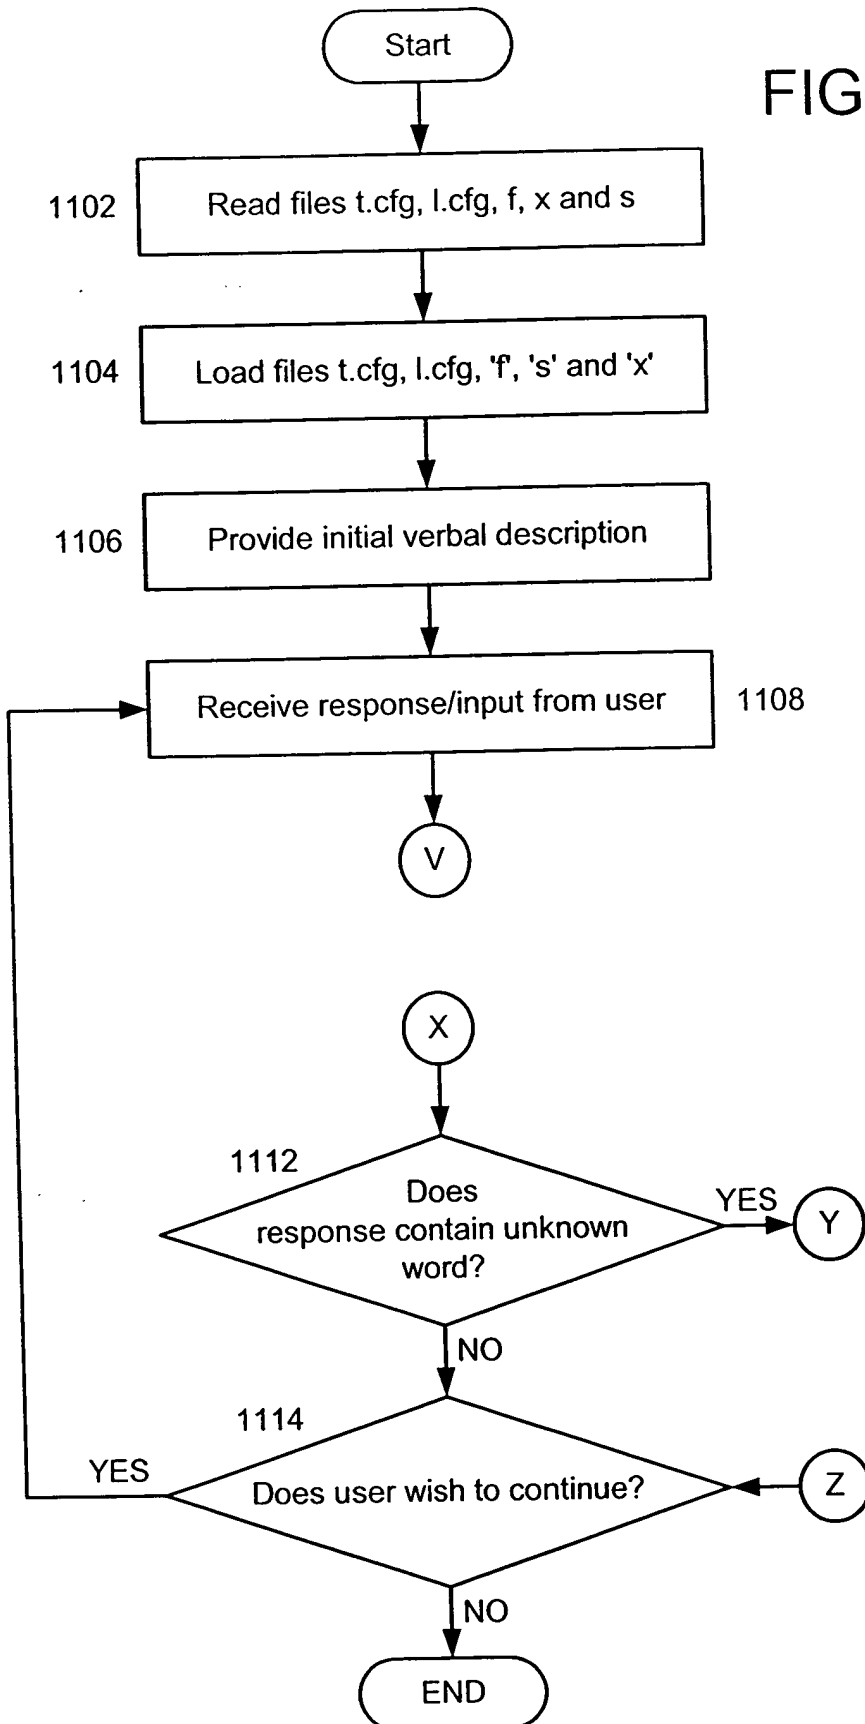 Start
FIG
1102
Read files t.cfg, l.cfg, f, x and s
1104
Load files t.cfg, l.cfg, 'f', 's' and 'x'
1106
Provide initial verbal description
Receive response/input from user
1108
V
X
1112
Does
response contain unknown
word?
YES
Y
NO
1114
YES
Does user wish to continue?
Z
NO
END